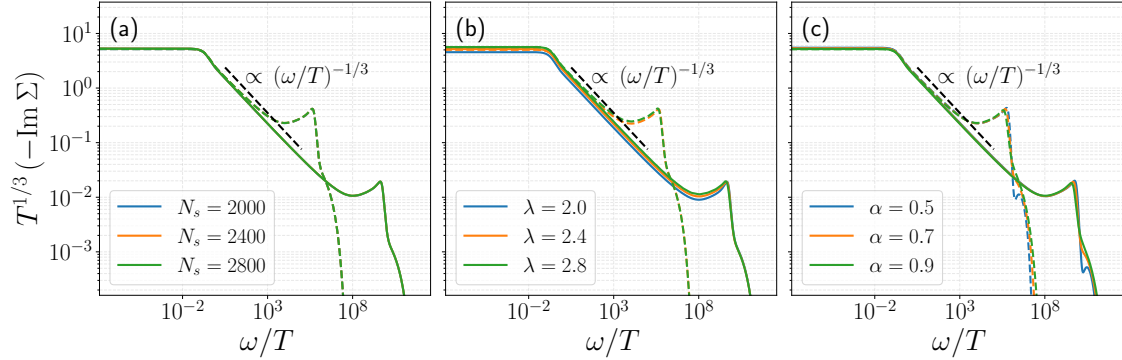 (a)
(b)
(c)
10^1
10^0
10^{-1}
10^{-2}
10^{-3}
T^{1/3} (−Im Σ)
∝ (ω/T)^{-1/3}
∝ (ω/T)^{-1/3}
∝ (ω/T)^{-1/3}
N_s = 2000
N_s = 2400
N_s = 2800
λ = 2.0
λ = 2.4
λ = 2.8
α = 0.5
α = 0.7
α = 0.9
10^{-2} 10^3 10^8
10^{-2} 10^3 10^8
10^{-2} 10^3 10^8
ω/T
ω/T
ω/T